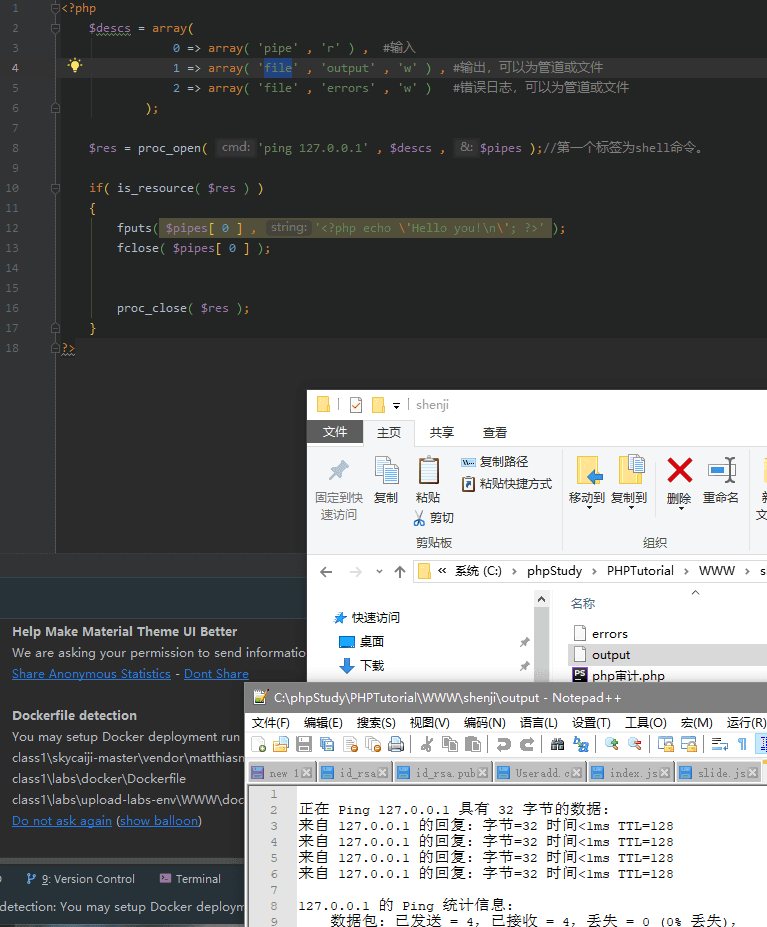 1 <?php
2 $descs = array(
3 0 => array( 'pipe' , 'r' ) , #输入
4 1 => array( 'file' , 'output' , 'w' ) , #输出，可以为管道或文件
5 2 => array( 'file' , 'errors' , 'w' ) #错误日志，可以为管道或文件
6 );
7
8 $res = proc_open( cmd: 'ping 127.0.0.1' , $descs , &: $pipes );//第一个标签为shell命令。
9
10 if( is_resource( $res ) )
11 {
12 fputs( $pipes[ 0 ] , string: '<?php echo \'Hello you!\n\'; ?>' );
13 fclose( $pipes[ 0 ] );
14
15
16 proc_close( $res );
17 }
18 ?>
shenji
文件 主页 共享 查看
固定到快速访问
复制
粘贴
复制路径
粘贴快捷方式
剪切
移动到 复制到 删除 重命名
剪贴板 组织
« 系统 (C:) › phpStudy › PHPTutorial › WWW ›
快速访问
桌面
下载
名称
errors
output
php审计.php
Help Make Material Theme UI Better
We are asking your permission to send informatio
Share Anonymous Statistics - Dont Share
Dockerfile detection
You may setup Docker deployment run
class1\skycaiji-master\vendor\matthiasn
class1\labs\docker\Dockerfile
class1\labs\upload-labs-env\WWW\doc
Do not ask again (show balloon)
9: Version Control Terminal
detection: You may setup Docker deploym
C:\phpStudy\PHPTutorial\WWW\shenji\output - Notepad++
文件(F) 编辑(E) 搜索(S) 视图(V) 编码(N) 语言(L) 设置(T) 工具(O) 宏(M) 运行(R)
new 1 id_rsa id_rsa.pub Useradd.c index.js slide.js
1
2 正在 Ping 127.0.0.1 具有 32 字节的数据:
3 来自 127.0.0.1 的回复: 字节=32 时间<1ms TTL=128
4 来自 127.0.0.1 的回复: 字节=32 时间<1ms TTL=128
5 来自 127.0.0.1 的回复: 字节=32 时间<1ms TTL=128
6 来自 127.0.0.1 的回复: 字节=32 时间<1ms TTL=128
7
8 127.0.0.1 的 Ping 统计信息:
9 数据包: 已发送 = 4，已接收 = 4，丢失 = 0 (0% 丢失)，